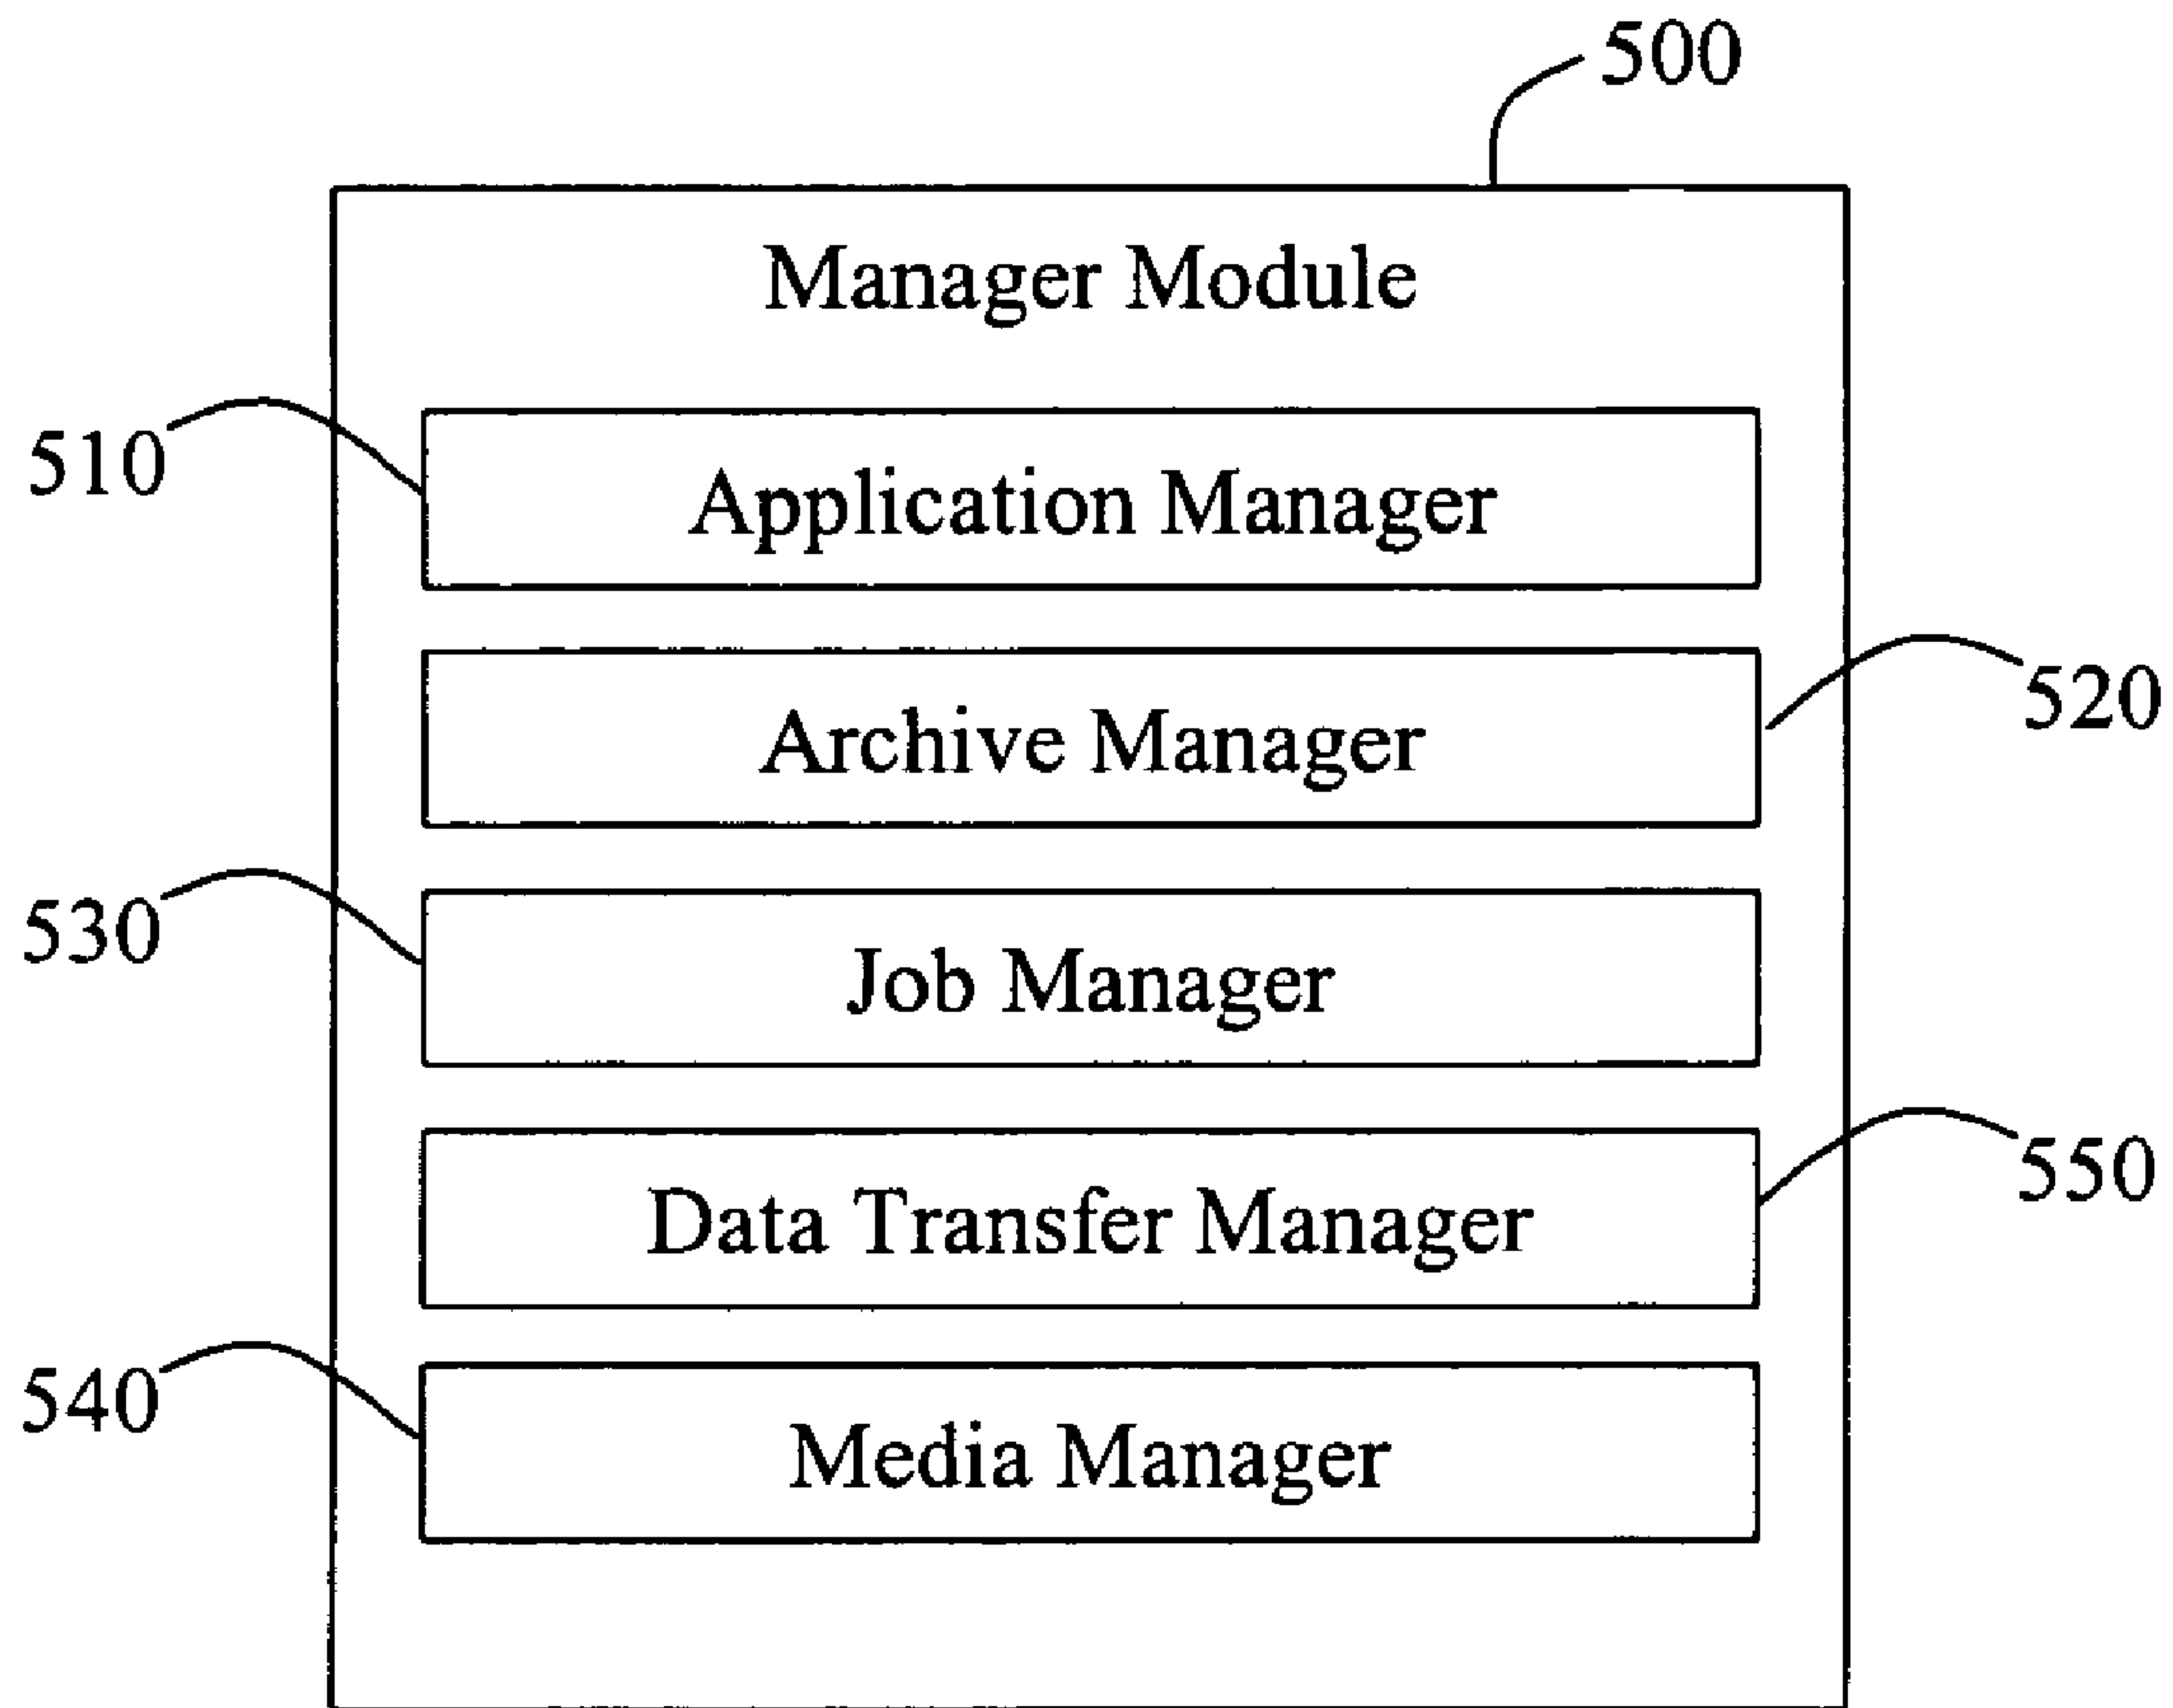 500
Manager Module
510
Application Manager
520
Archive Manager
530
Job Manager
550
Data Transfer Manager
540
Media Manager